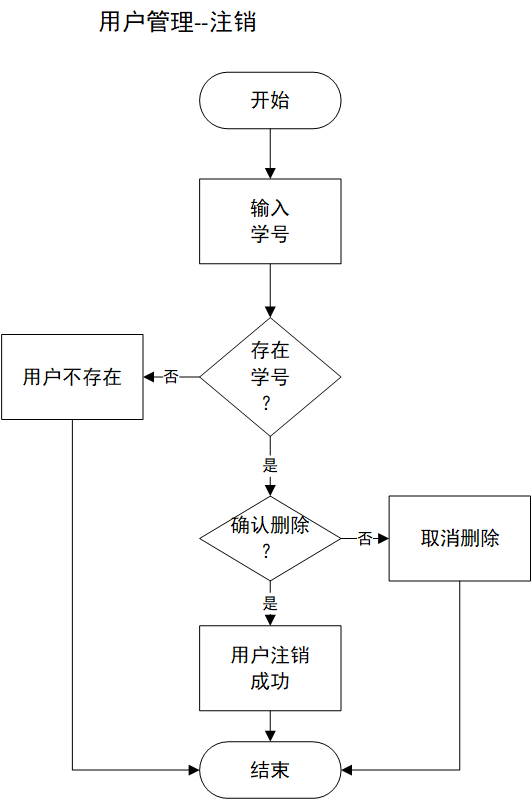 用户管理--注销
开始
输入
学号
存在
学号
？
用户不存在
否
是
确认删除
？
否
取消删除
是
用户注销
成功
结束